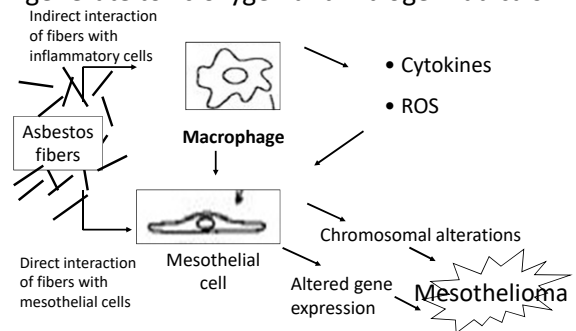 Indirect interaction
of fibers with
inflammatory cells
• Cytokines
• ROS
Asbestos
fibers
Macrophage
Chromosomal alterations
Mesothelial
cell
Direct interaction
of fibers with
mesothelial cells
Altered gene
expression
Mesothelioma